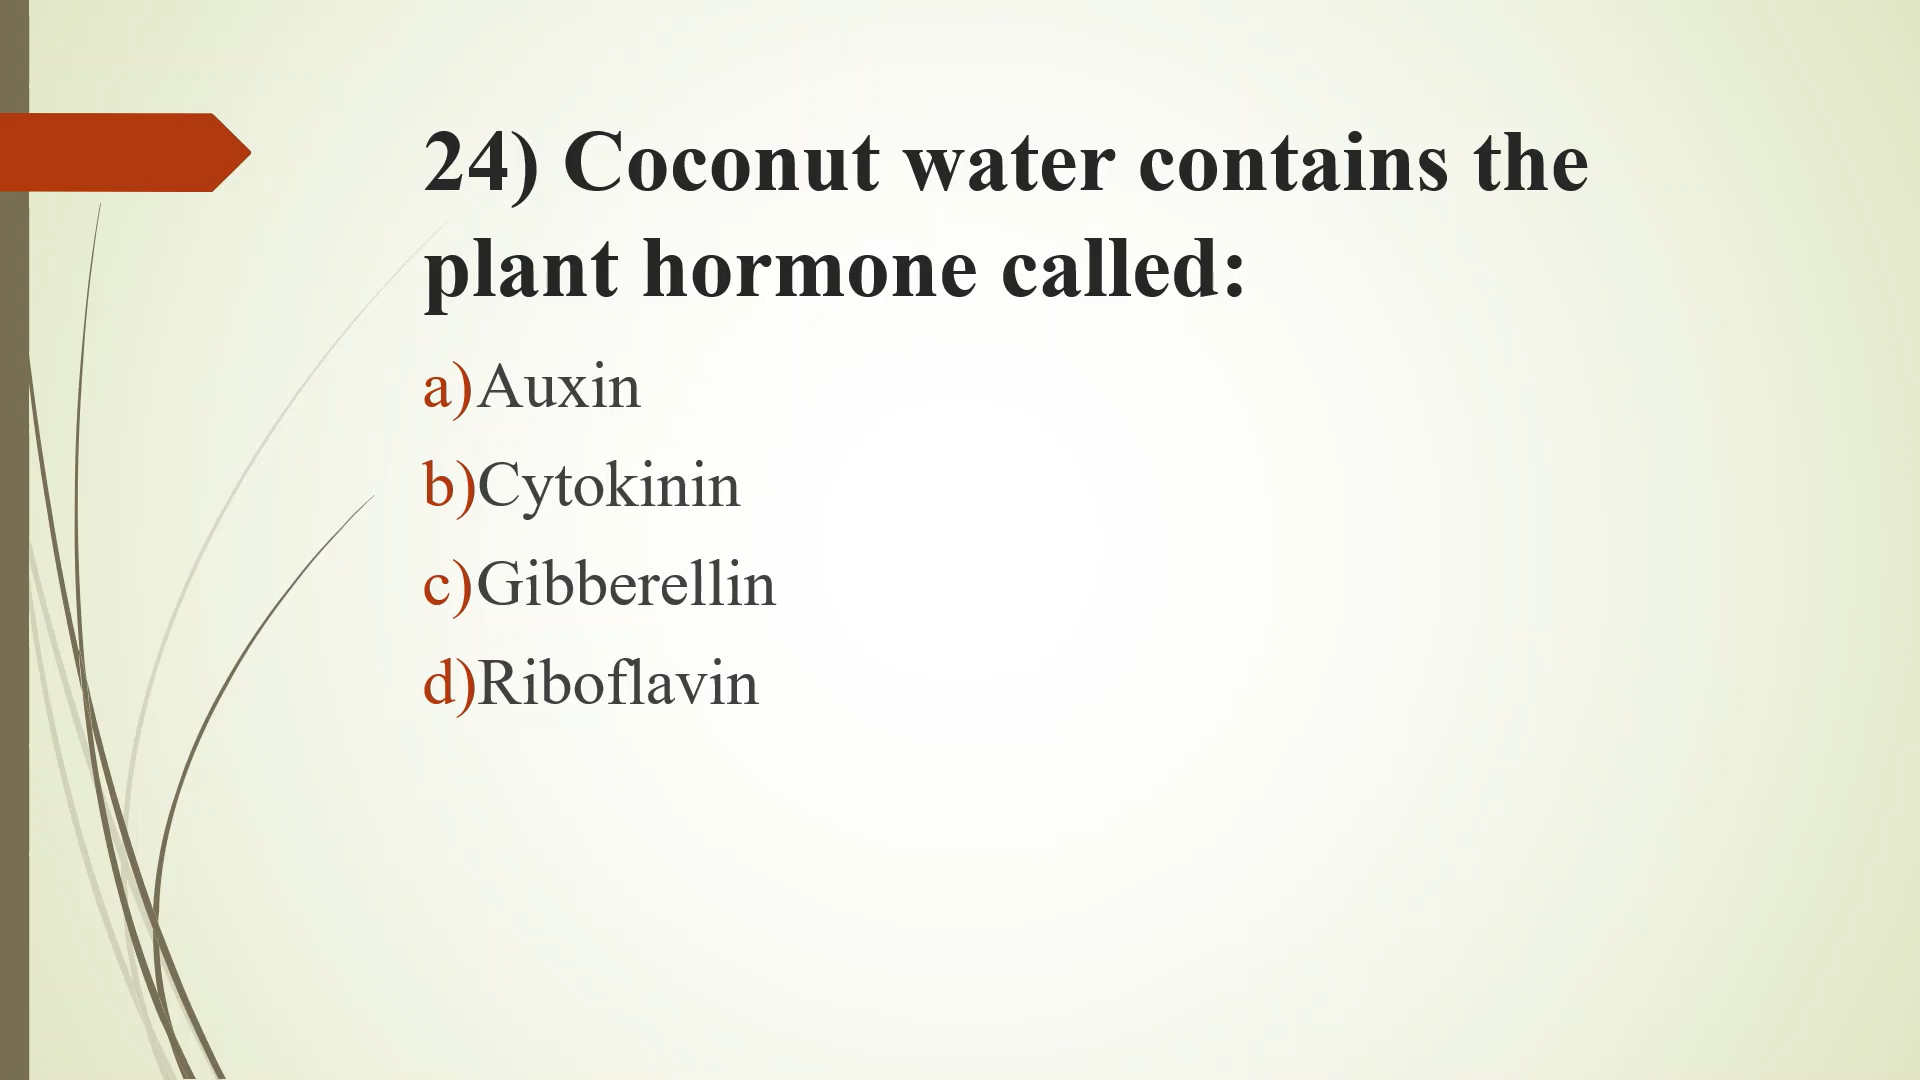 24) Coconut water contains the
plant hormone called:
a)Auxin
b)Cytokinin
c)Gibberellin
d)Riboflavin